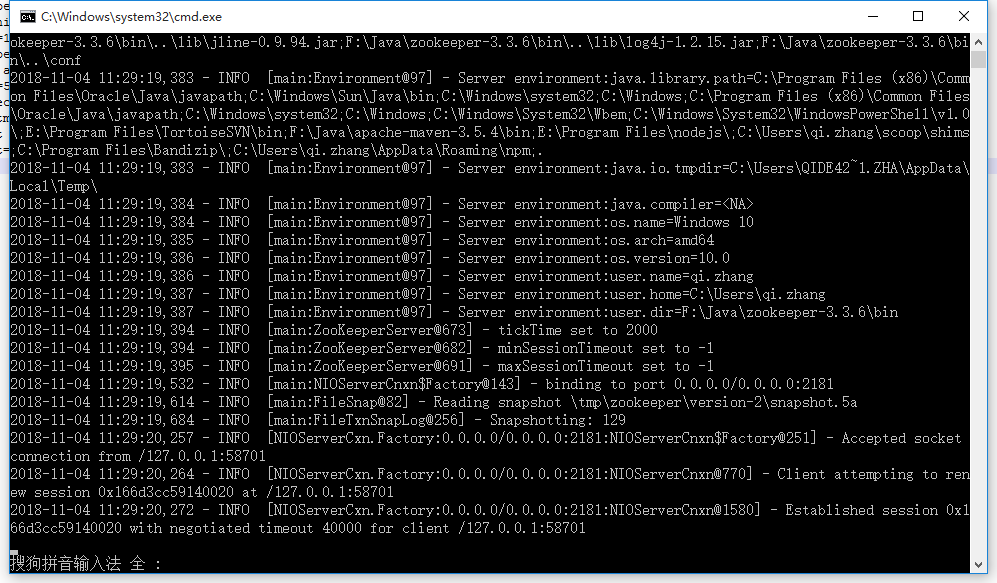 C:\Windows\system32\cmd.exe
okeeper-3.3.6\bin\..\lib\jline-0.9.94.jar;F:\Java\zookeeper-3.3.6\bin\..\lib\log4j-1.2.15.jar;F:\Java\zookeeper-3.3.6\bi
n\..\conf
2018-11-04 11:29:19,383 - INFO  [main:Environment@97] - Server environment:java.library.path=C:\Program Files (x86)\Comm
on Files\Oracle\Java\javapath;C:\Windows\Sun\Java\bin;C:\Windows\system32;C:\Windows;C:\Program Files (x86)\Common Files
\Oracle\Java\javapath;C:\Windows\system32;C:\Windows;C:\Windows\System32\Wbem;C:\Windows\System32\WindowsPowerShell\v1.0
\;E:\Program Files\TortoiseSVN\bin;F:\Java\apache-maven-3.5.4\bin;E:\Program Files\nodejs\;C:\Users\qi.zhang\scoop\shims
;C:\Program Files\Bandizip\;C:\Users\qi.zhang\AppData\Roaming\npm;.
2018-11-04 11:29:19,383 - INFO  [main:Environment@97] - Server environment:java.io.tmpdir=C:\Users\QIDE42~1.ZHA\AppData\
Local\Temp\
2018-11-04 11:29:19,384 - INFO  [main:Environment@97] - Server environment:java.compiler=<NA>
2018-11-04 11:29:19,384 - INFO  [main:Environment@97] - Server environment:os.name=Windows 10
2018-11-04 11:29:19,385 - INFO  [main:Environment@97] - Server environment:os.arch=amd64
2018-11-04 11:29:19,386 - INFO  [main:Environment@97] - Server environment:os.version=10.0
2018-11-04 11:29:19,386 - INFO  [main:Environment@97] - Server environment:user.name=qi.zhang
2018-11-04 11:29:19,387 - INFO  [main:Environment@97] - Server environment:user.home=C:\Users\qi.zhang
2018-11-04 11:29:19,387 - INFO  [main:Environment@97] - Server environment:user.dir=F:\Java\zookeeper-3.3.6\bin
2018-11-04 11:29:19,394 - INFO  [main:ZooKeeperServer@673] - tickTime set to 2000
2018-11-04 11:29:19,394 - INFO  [main:ZooKeeperServer@682] - minSessionTimeout set to -1
2018-11-04 11:29:19,395 - INFO  [main:ZooKeeperServer@691] - maxSessionTimeout set to -1
2018-11-04 11:29:19,532 - INFO  [main:NIOServerCnxn$Factory@143] - binding to port 0.0.0.0/0.0.0.0:2181
2018-11-04 11:29:19,614 - INFO  [main:FileSnap@82] - Reading snapshot \tmp\zookeeper\version-2\snapshot.5a
2018-11-04 11:29:19,684 - INFO  [main:FileTxnSnapLog@256] - Snapshotting: 129
2018-11-04 11:29:20,257 - INFO  [NIOServerCxn.Factory:0.0.0.0/0.0.0.0:2181:NIOServerCnxn$Factory@251] - Accepted socket
connection from /127.0.0.1:58701
2018-11-04 11:29:20,264 - INFO  [NIOServerCxn.Factory:0.0.0.0/0.0.0.0:2181:NIOServerCnxn@770] - Client attempting to ren
ew session 0x166d3cc59140020 at /127.0.0.1:58701
2018-11-04 11:29:20,272 - INFO  [NIOServerCxn.Factory:0.0.0.0/0.0.0.0:2181:NIOServerCnxn@1580] - Established session 0x1
66d3cc59140020 with negotiated timeout 40000 for client /127.0.0.1:58701
搜狗拼音输入法 全 :